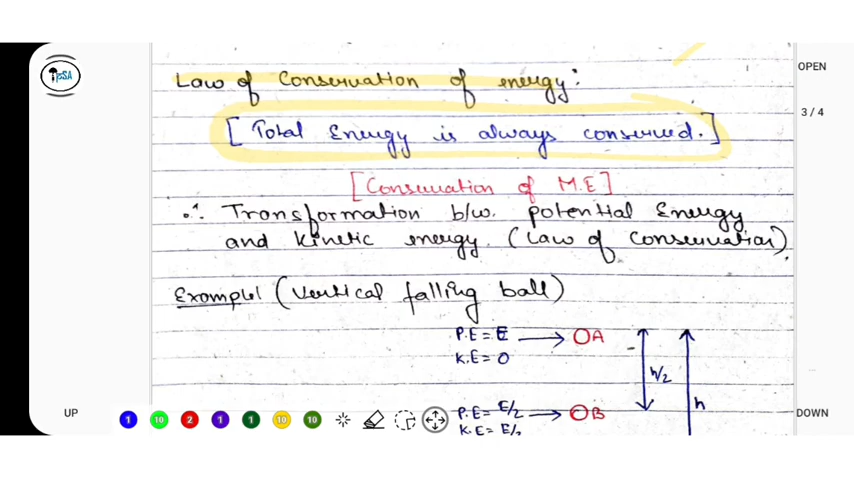 OPEN
Law of Conservation of energy:
3 / 4
[Total Energy is always conserved.]
[Conservation of M.E]
∴ Transformation b/w. potential Energy
and kinetic energy. (Law of Conservation).
Example! (Vertical falling ball)
P.E = E → A
K.E = 0
h/2
h
P.E = E/2 → B
K.E = E/2
UP
1 10 2 1 1 10 10
DOWN